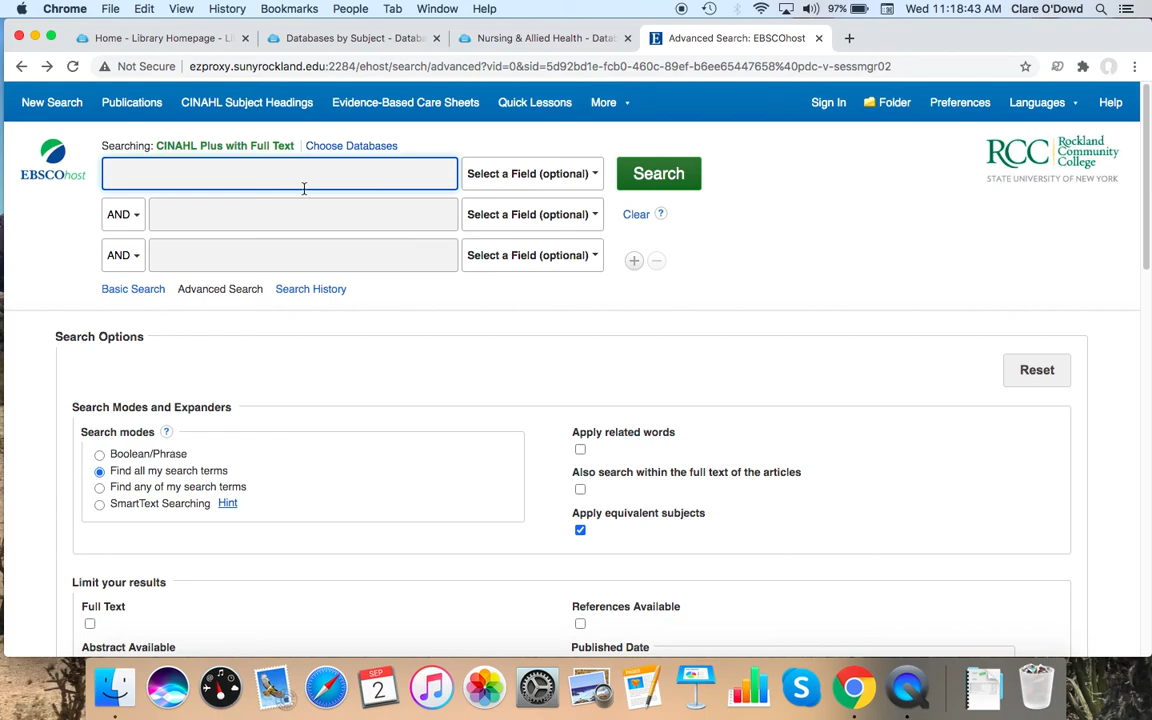 Chrome File Edit View History Bookmarks People Tab Window Help 97% Wed 11:18:43 AM Clare O'Dowd
Home - Library Homepage - Li Databases by Subject - Databa Nursing & Allied Health - Data Advanced Search: EBSCOhost
Not Secure ezproxy.sunyrockland.edu:2284/ehost/search/advanced?vid=0&sid=5d92bd1e-fcb0-460c-89ef-b6ee65447658%40pdc-v-sessmgr02
New Search Publications CINAHL Subject Headings Evidence-Based Care Sheets Quick Lessons More Sign In Folder Preferences Languages Help
Searching: CINAHL Plus with Full Text Choose Databases
EBSCOhost
Select a Field (optional) Search
AND Select a Field (optional) Clear ?
AND Select a Field (optional)
RCC Rockland Community College
STATE UNIVERSITY OF NEW YORK
Basic Search Advanced Search Search History
Search Options
Reset
Search Modes and Expanders
Search modes ?
Boolean/Phrase
Find all my search terms
Find any of my search terms
SmartText Searching Hint
Apply related words
Also search within the full text of the articles
Apply equivalent subjects
Limit your results
Full Text
References Available
Abstract Available
Published Date
SEP
2